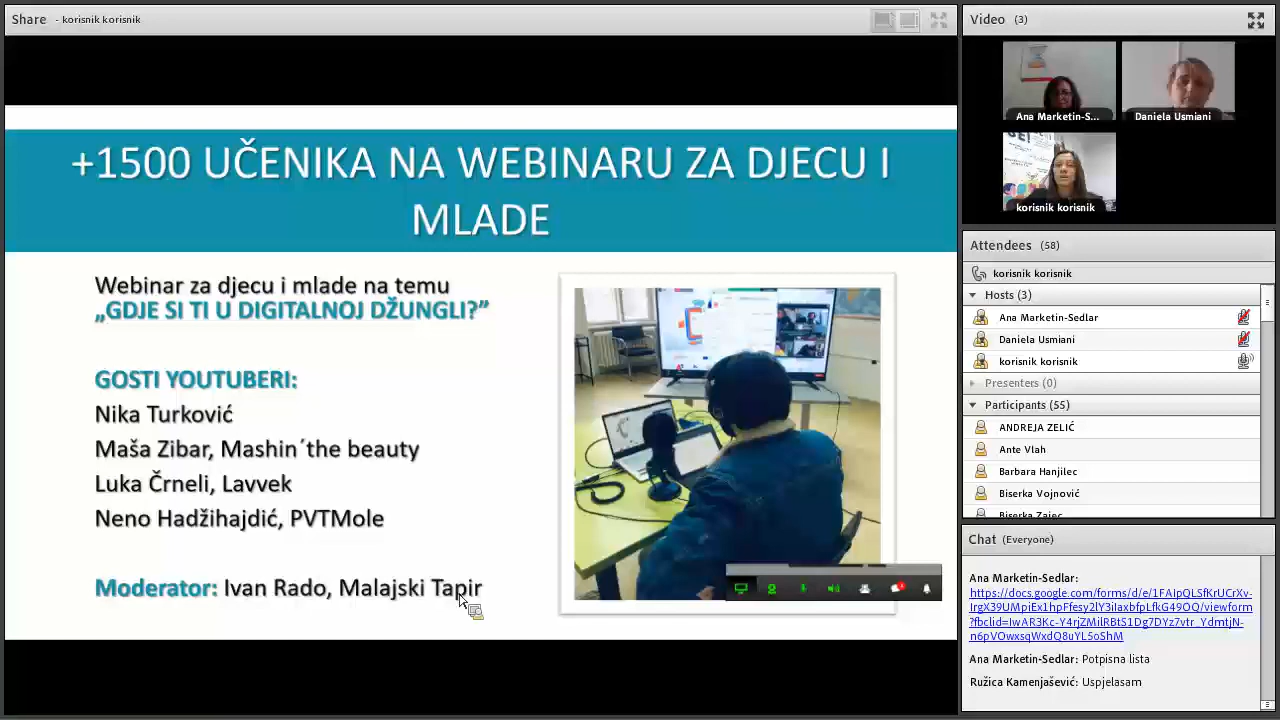 Share - korisnik korisnik
+1500 UČENIKA NA WEBINARU ZA DJECU I
MLADE
Webinar za djecu i mlade na temu
„GDJE SI TI U DIGITALNOJ DŽUNGLI?”
GOSTI YOUTUBERI:
Nika Turković
Maša Zibar, Mashin´the beauty
Luka Črneli, Lavvek
Neno Hadžihajdić, PVTMole
Moderator: Ivan Rado, Malajski Tapir
Video (3)
Ana Marketin-S...
Daniela Usmiani
korisnik korisnik
Attendees (58)
korisnik korisnik
Hosts (3)
Ana Marketin-Sedlar
Daniela Usmiani
korisnik korisnik
Presenters (0)
Participants (55)
ANDREJA ZELIĆ
Ante Vlah
Barbara Hanjilec
Biserka Vojnović
Biserka Zajec
Chat (Everyone)
Ana Marketin-Sedlar:
https://docs.google.com/forms/d/e/1FAIpQLSfKrUCrXv-
IrgX39UMpiEx1hpFfesy2lY3iIaxbfpLfkG49OQ/viewform
?fbclid=IwAR3Kc-Y4rjZMilRBtS1Dg7DYz7vtr_YdmtjN-
n6pVOwxsqWxdQ8uYL5oShM
Ana Marketin-Sedlar: Potpisna lista
Ružica Kamenjašević: Uspjelasam